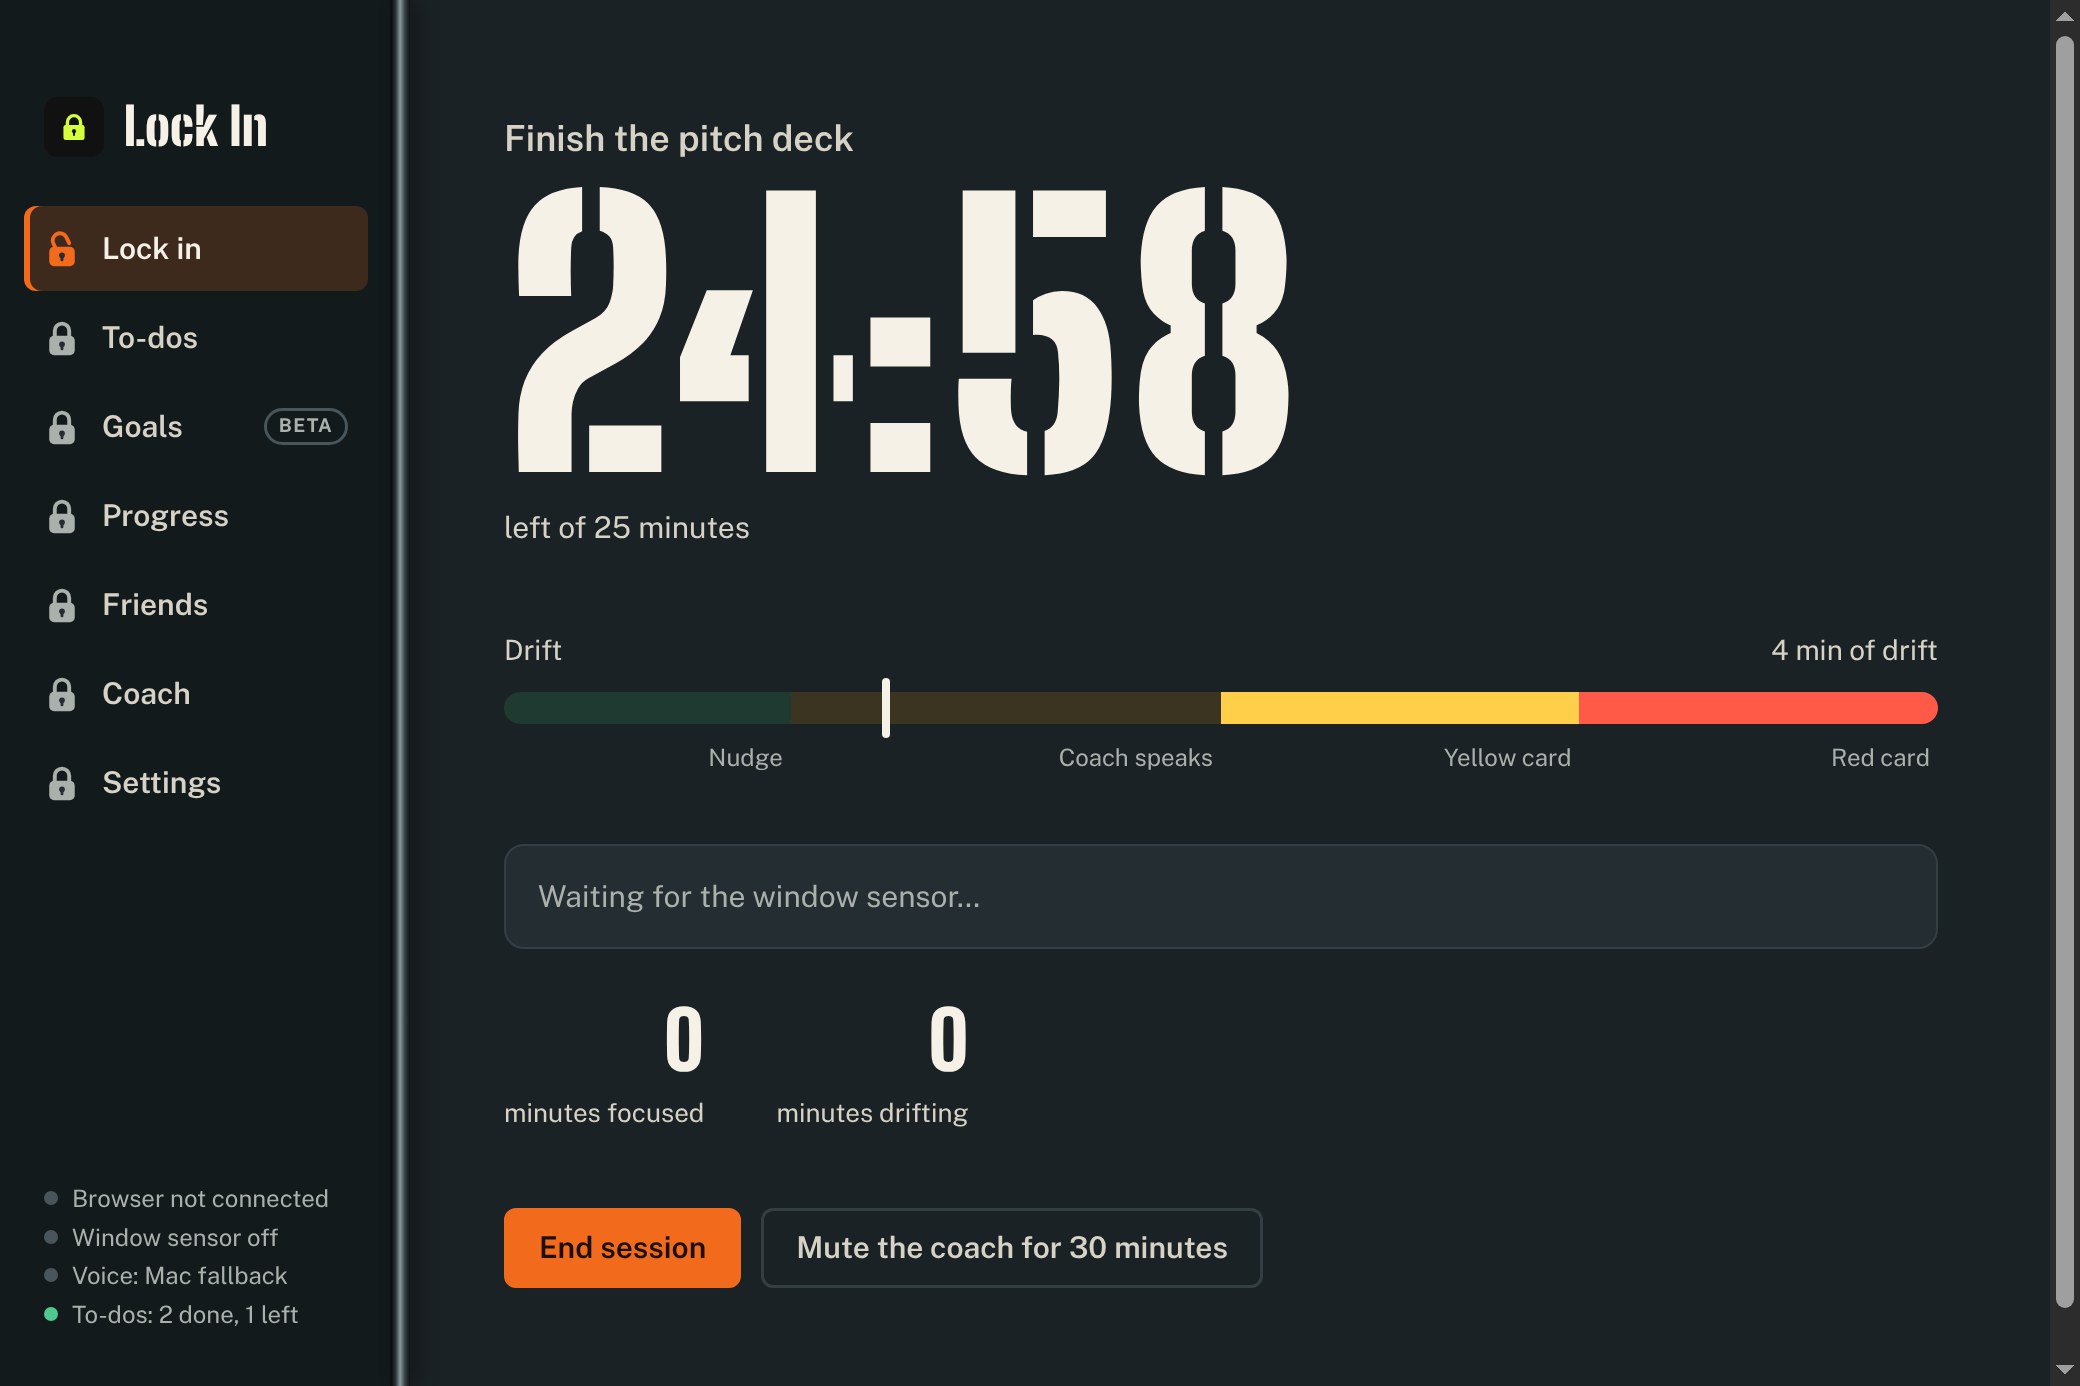 Lock In
Lock in
To-dos
Goals BETA
Progress
Friends
Coach
Settings
Browser not connected
Window sensor off
Voice: Mac fallback
To-dos: 2 done, 1 left
Finish the pitch deck
24:58
left of 25 minutes
Drift 4 min of drift
Nudge Coach speaks Yellow card Red card
Waiting for the window sensor...
0 0
minutes focused minutes drifting
End session Mute the coach for 30 minutes